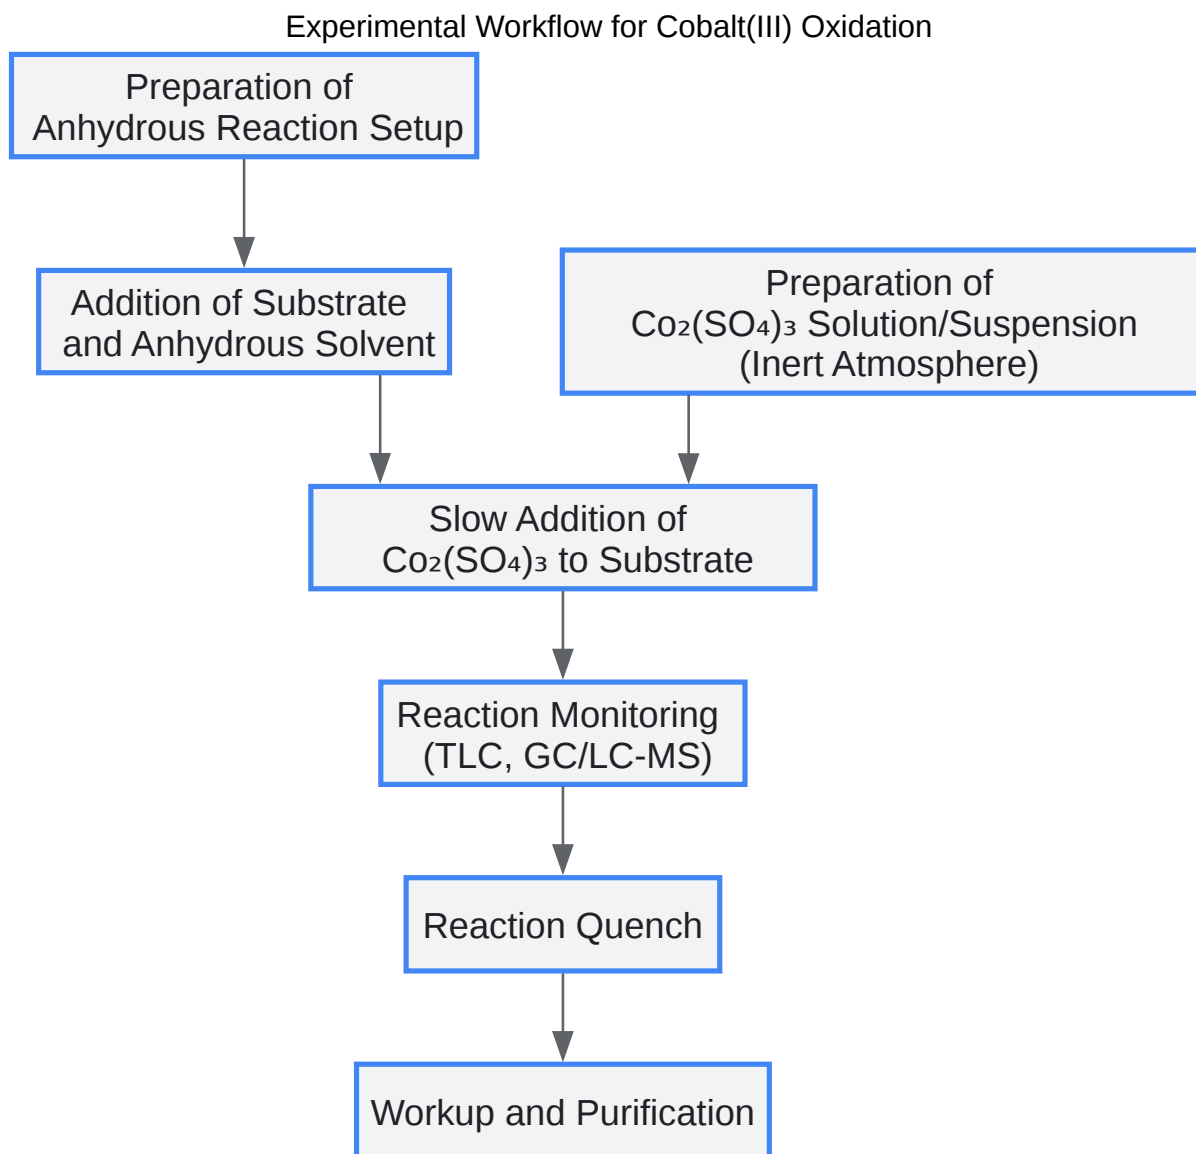 Experimental Workflow for Cobalt(III) Oxidation
Preparation of
Anhydrous Reaction Setup
Addition of Substrate
and Anhydrous Solvent
Preparation of
Co₂(SO₄)₃ Solution/Suspension
(Inert Atmosphere)
Slow Addition of
Co₂(SO₄)₃ to Substrate
Reaction Monitoring
(TLC, GC/LC-MS)
Reaction Quench
Workup and Purification